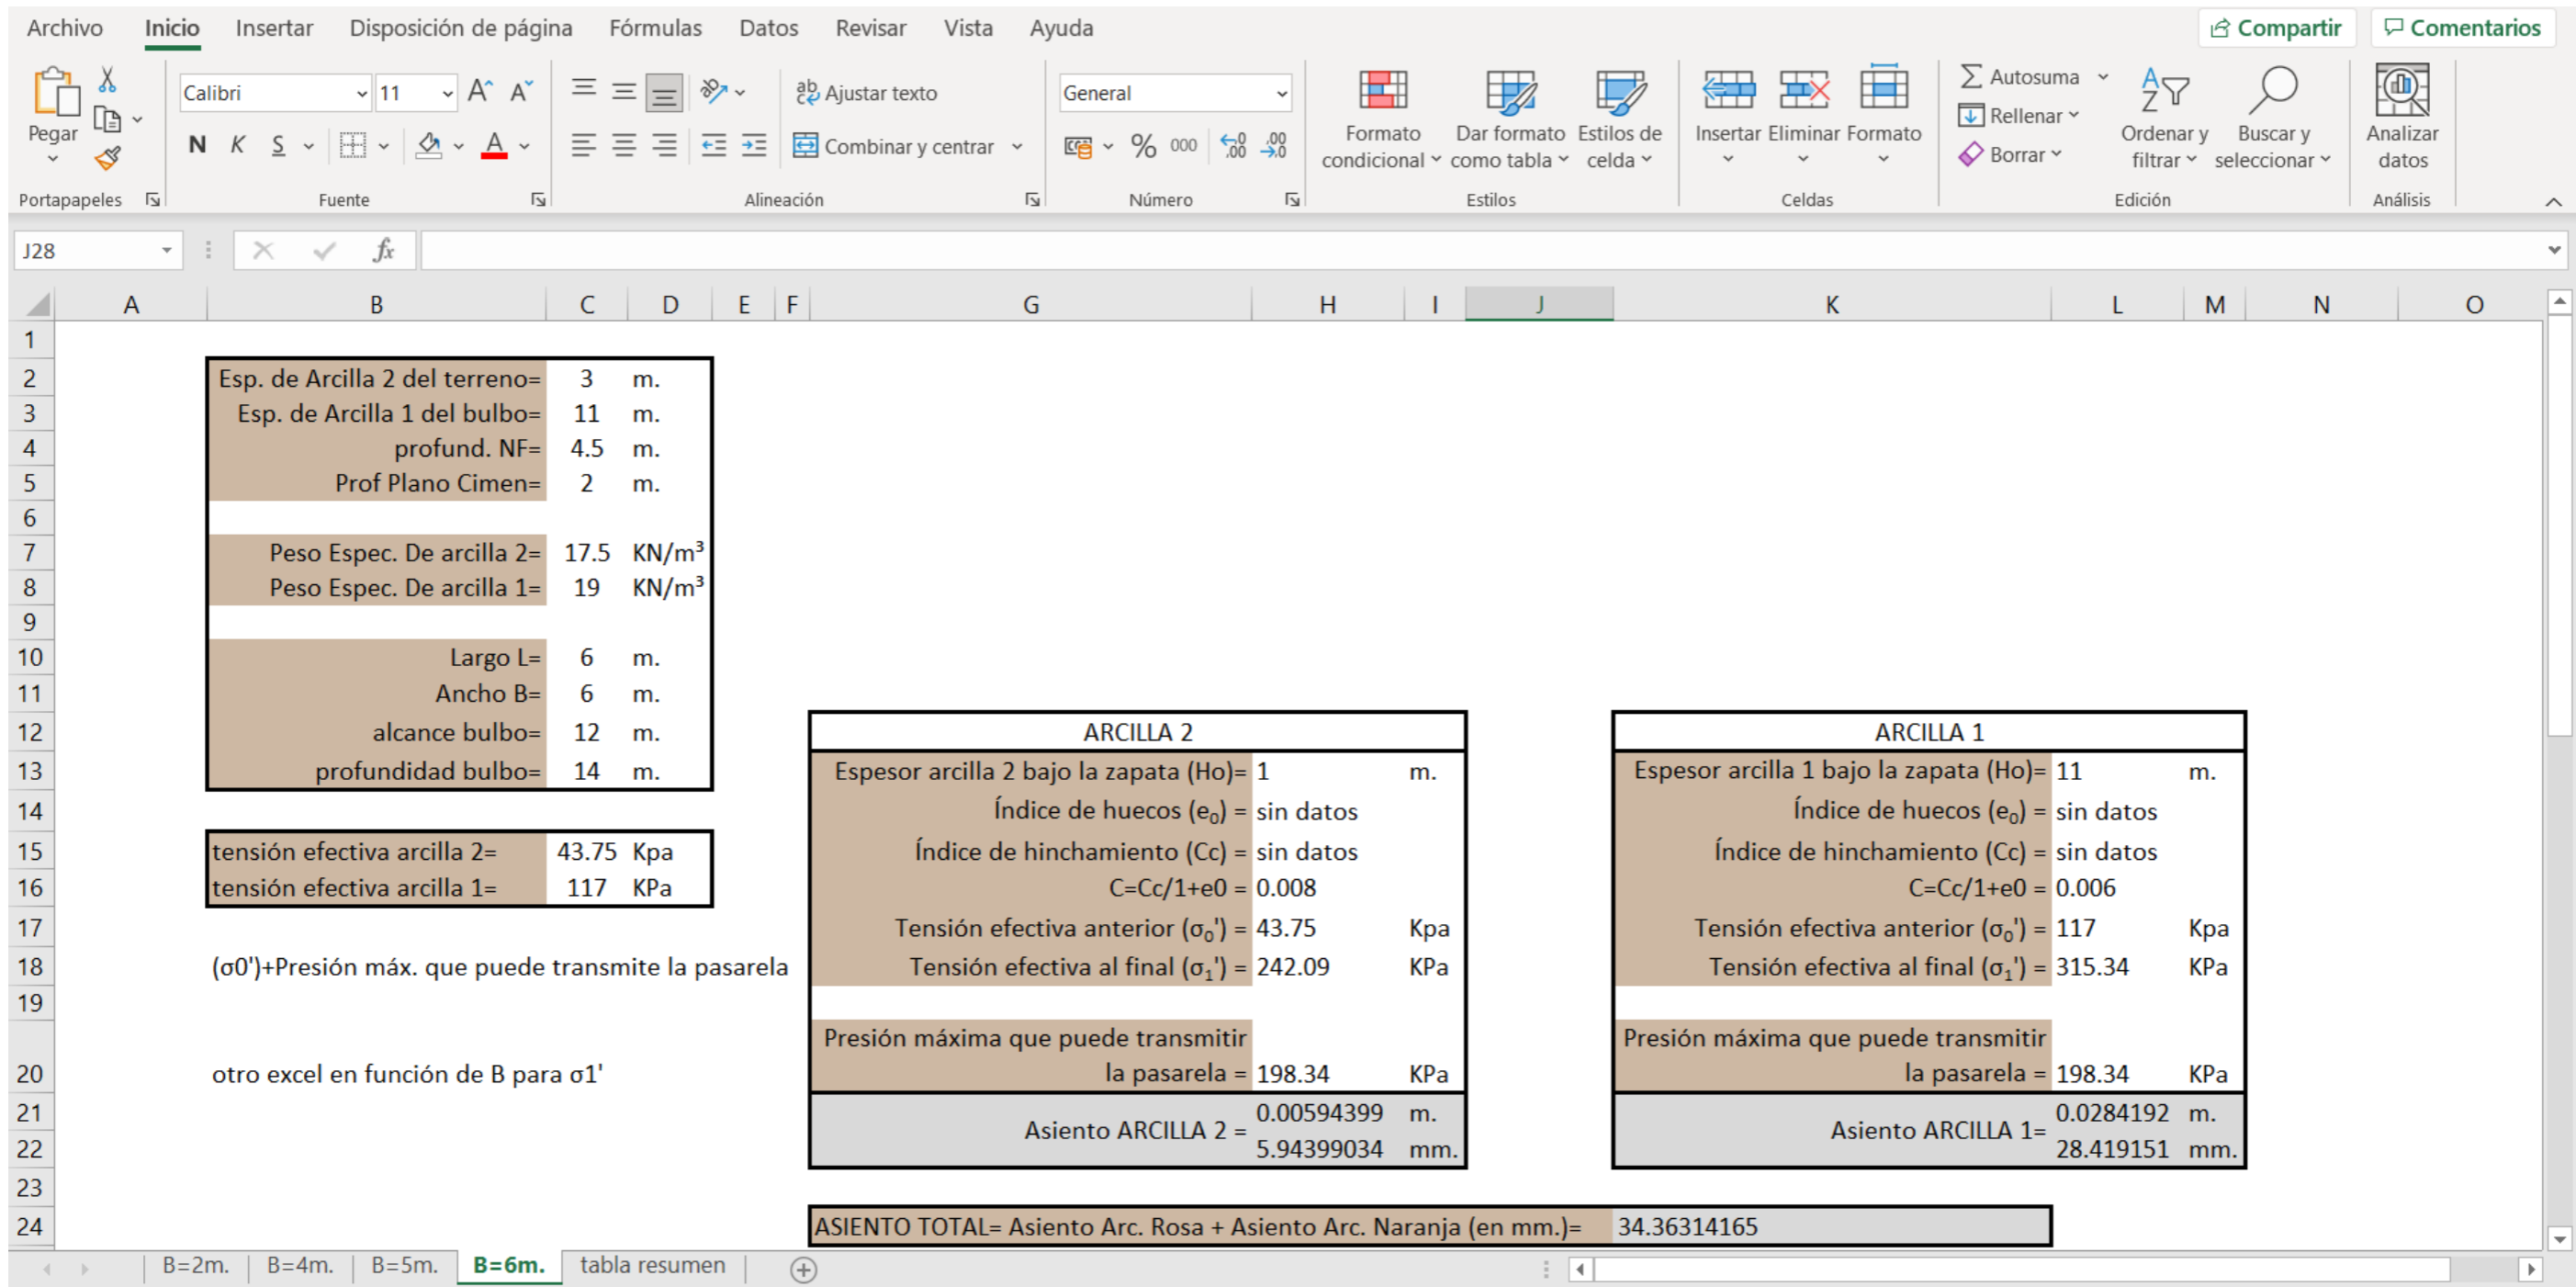 Archivo Inicio Insertar Disposición de página Fórmulas Datos Revisar Vista Ayuda Compartir Comentarios
Pegar Calibri 11 A^ A˅ N K S A ab Ajustar texto Combinar y centrar General % 000 Formato condicional Dar formato como tabla Estilos de celda Insertar Eliminar Formato Σ Autosuma Rellenar Borrar Ordenar y filtrar Buscar y seleccionar Analizar datos
Portapapeles Fuente Alineación Número Estilos Celdas Edición Análisis
J28 fx
A B C D E F G H I J K L M N O
1
2 Esp. de Arcilla 2 del terreno= 3 m.
3 Esp. de Arcilla 1 del bulbo= 11 m.
4 profund. NF= 4.5 m.
5 Prof Plano Cimen= 2 m.
6
7 Peso Espec. De arcilla 2= 17.5 KN/m³
8 Peso Espec. De arcilla 1= 19 KN/m³
9
10 Largo L= 6 m.
11 Ancho B= 6 m.
12 alcance bulbo= 12 m. ARCILLA 2 ARCILLA 1
13 profundidad bulbo= 14 m. Espesor arcilla 2 bajo la zapata (Ho)= 1 m. Espesor arcilla 1 bajo la zapata (Ho)= 11 m.
14 Índice de huecos (e₀) = sin datos Índice de huecos (e₀) = sin datos
15 tensión efectiva arcilla 2= 43.75 Kpa Índice de hinchamiento (Cc) = sin datos Índice de hinchamiento (Cc) = sin datos
16 tensión efectiva arcilla 1= 117 KPa C=Cc/1+e0 = 0.008 C=Cc/1+e0 = 0.006
17 Tensión efectiva anterior (σ₀') = 43.75 Kpa Tensión efectiva anterior (σ₀') = 117 Kpa
18 (σ0')+Presión máx. que puede transmite la pasarela Tensión efectiva al final (σ₁') = 242.09 KPa Tensión efectiva al final (σ₁') = 315.34 KPa
19
Presión máxima que puede transmitir Presión máxima que puede transmitir
20 otro excel en función de B para σ1' la pasarela = 198.34 KPa la pasarela = 198.34 KPa
21 0.00594399 m. 0.0284192 m.
Asiento ARCILLA 2 = Asiento ARCILLA 1=
22 5.94399034 mm. 28.419151 mm.
23
24 ASIENTO TOTAL= Asiento Arc. Rosa + Asiento Arc. Naranja (en mm.)= 34.36314165
B=2m. B=4m. B=5m. B=6m. tabla resumen